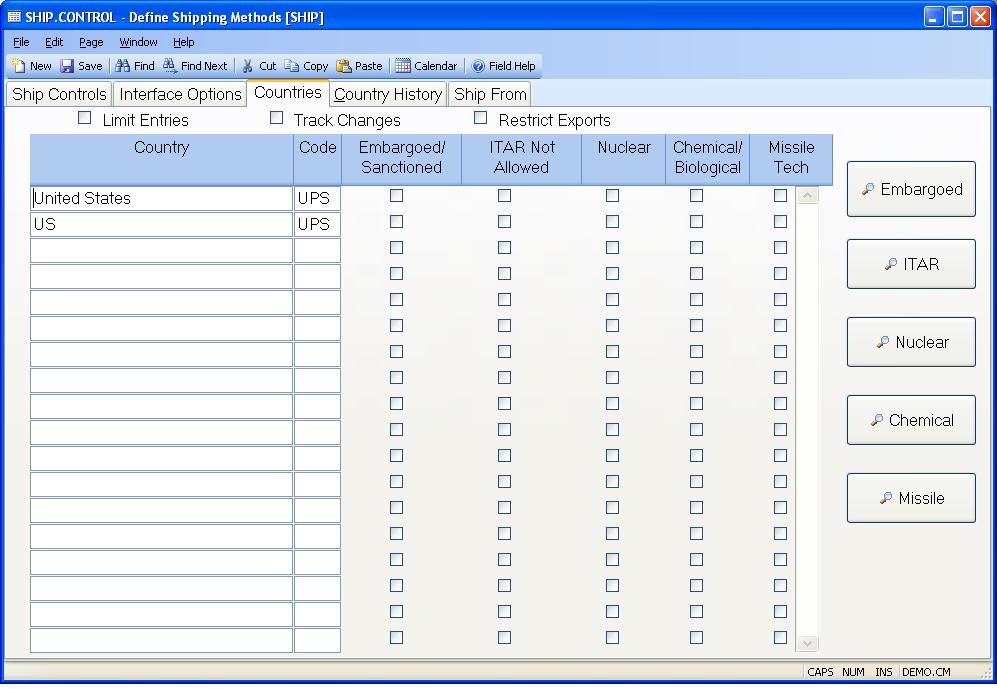 SHIP.CONTROL - Define Shipping Methods [SHIP]
File Edit Page Window Help
New Save Find Find Next Cut Copy Paste Calendar Field Help
Ship Controls Interface Options Countries Country History Ship From
Limit Entries Track Changes Restrict Exports
Country Code Embargoed/ ITAR Not Nuclear Chemical/ Missile
Sanctioned Allowed Biological Tech
United States UPS
US UPS
Embargoed
ITAR
Nuclear
Chemical
Missile
CAPS NUM INS DEMO.CM